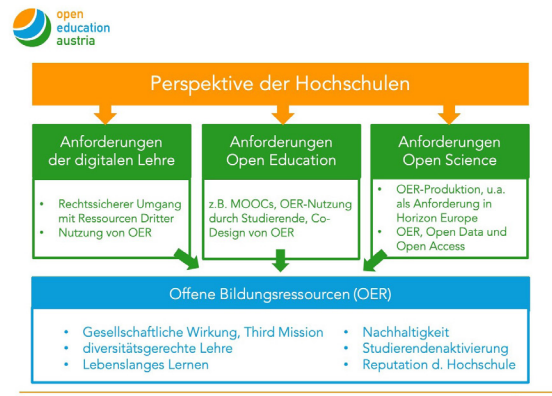 open
education
austria
Perspektive der Hochschulen
Anforderungen
der digitalen Lehre
• Rechtssicherer Umgang
mit Ressourcen Dritter
• Nutzung von OER
Anforderungen
Open Education
z.B. MOOCs, OER-Nutzung
durch Studierende, Co-
Design von OER
Anforderungen
Open Science
• OER-Produktion, u.a.
als Anforderung in
Horizon Europe
• OER, Open Data und
Open Access
Offene Bildungsressourcen (OER)
• Gesellschaftliche Wirkung, Third Mission
• diversitätsgerechte Lehre
• Lebenslanges Lernen
• Nachhaltigkeit
• Studierendenaktivierung
• Reputation d. Hochschule